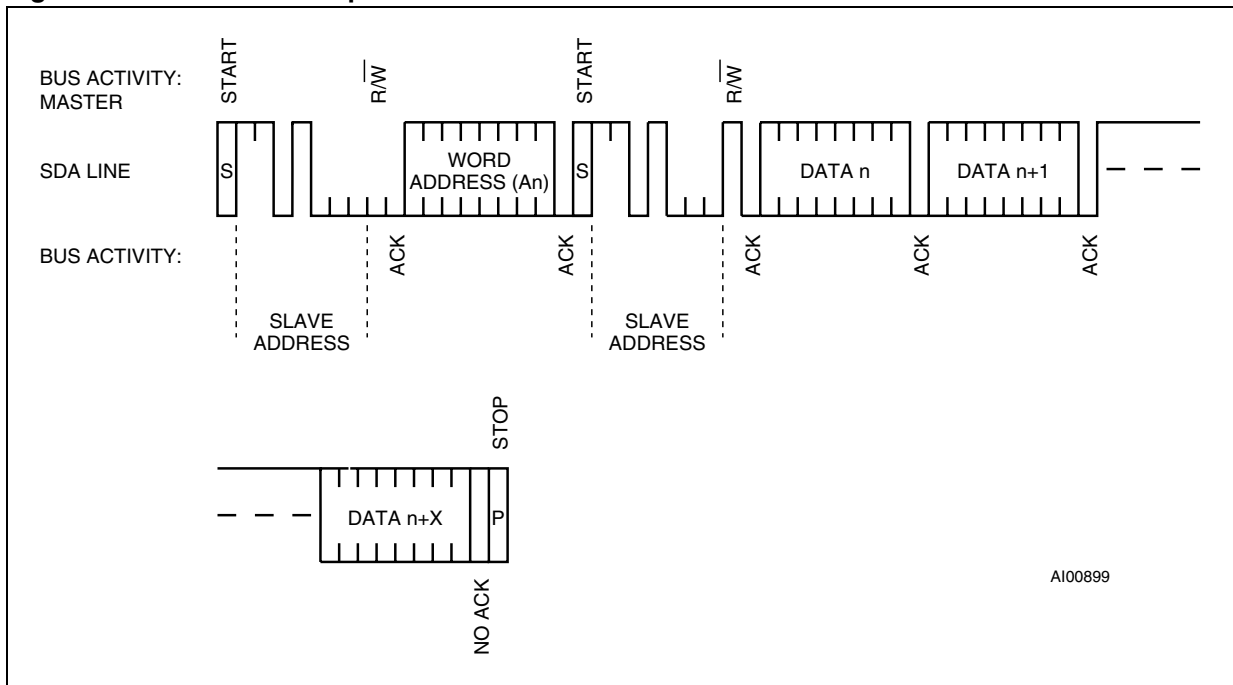 START
R/W
START
R/W
BUS ACTIVITY:
MASTER
SDA LINE
S
WORD
ADDRESS (An)
S
DATA n
DATA n+1
BUS ACTIVITY:
ACK
ACK
ACK
ACK
ACK
SLAVE
ADDRESS
SLAVE
ADDRESS
STOP
DATA n+X
P
NO ACK
AI00899